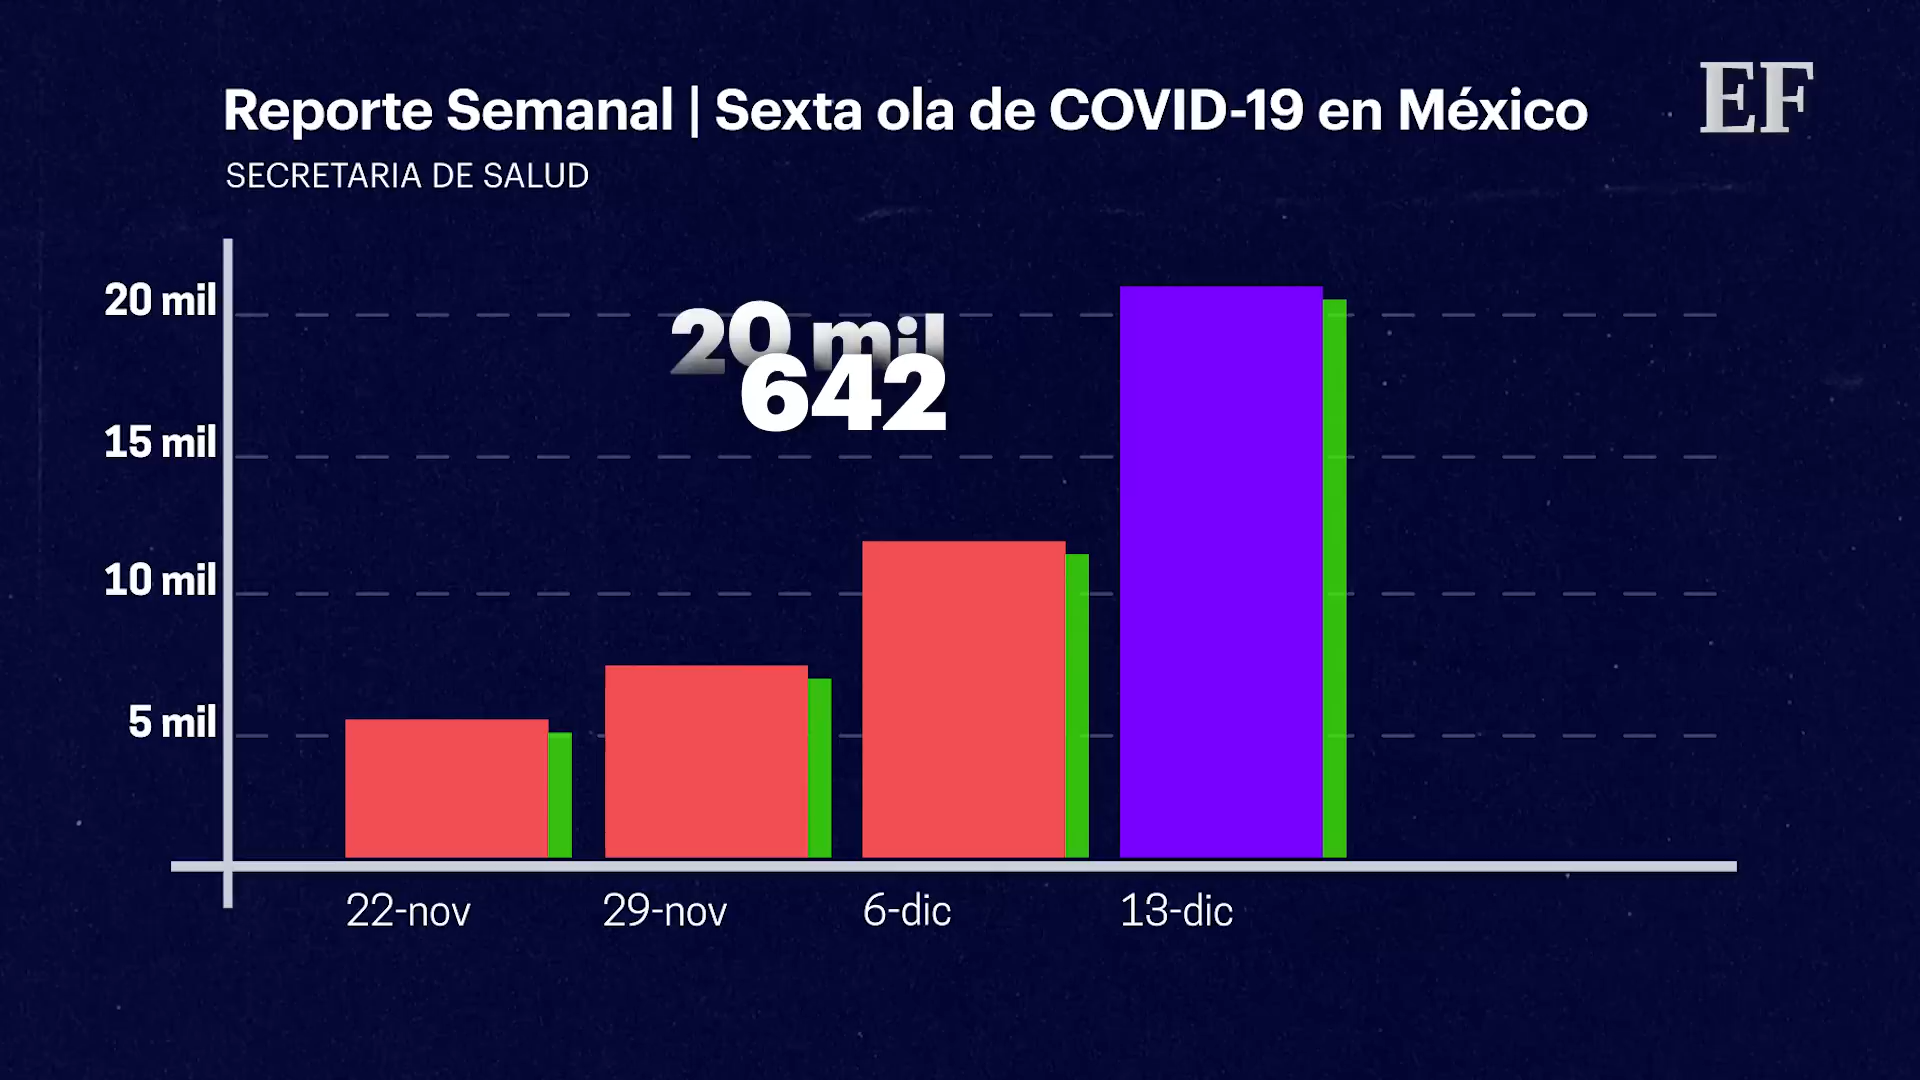 Reporte Semanal | Sexta ola de COVID-19 en México
EF
SECRETARIA DE SALUD
20 mil
20 mil
642
15 mil
10 mil
5 mil
22-nov
29-nov
6-dic
13-dic